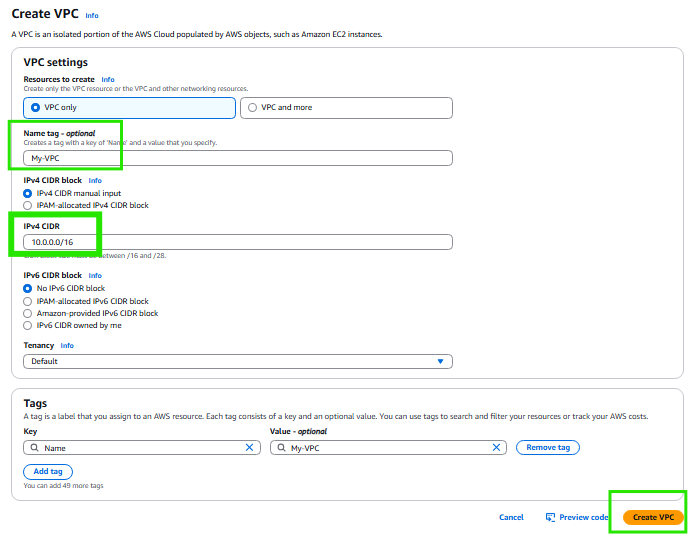 Create VPC Info
A VPC is an isolated portion of the AWS Cloud populated by AWS objects, such as Amazon EC2 instances.
VPC settings
Resources to create Info
Create only the VPC resource or the VPC and other networking resources.
VPC only
VPC and more
Name tag - optional
Creates a tag with a key of 'Name' and a value that you specify.
My-VPC
IPv4 CIDR block Info
IPv4 CIDR manual input
IPAM-allocated IPv4 CIDR block
IPv4 CIDR
10.0.0.0/16
between /16 and /28.
IPv6 CIDR block Info
No IPv6 CIDR block
IPAM-allocated IPv6 CIDR block
Amazon-provided IPv6 CIDR block
IPv6 CIDR owned by me
Tenancy Info
Default
Tags
A tag is a label that you assign to an AWS resource. Each tag consists of a key and an optional value. You can use tags to search and filter your resources or track your AWS costs.
Key
Value - optional
Name
My-VPC
Remove tag
Add tag
You can add 49 more tags
Cancel
Preview code
Create VPC